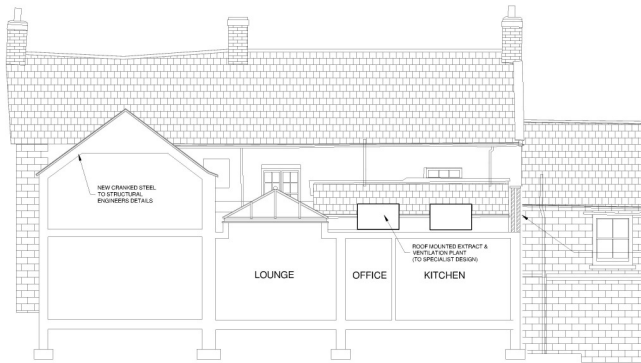 NEW CRANKED STEEL
TO STRUCTURAL
ENGINEERS DETAILS
ROOF MOUNTED EXTRACT &
VENTILATION PLANT
(TO SPECIALIST DESIGN)
LOUNGE
OFFICE
KITCHEN